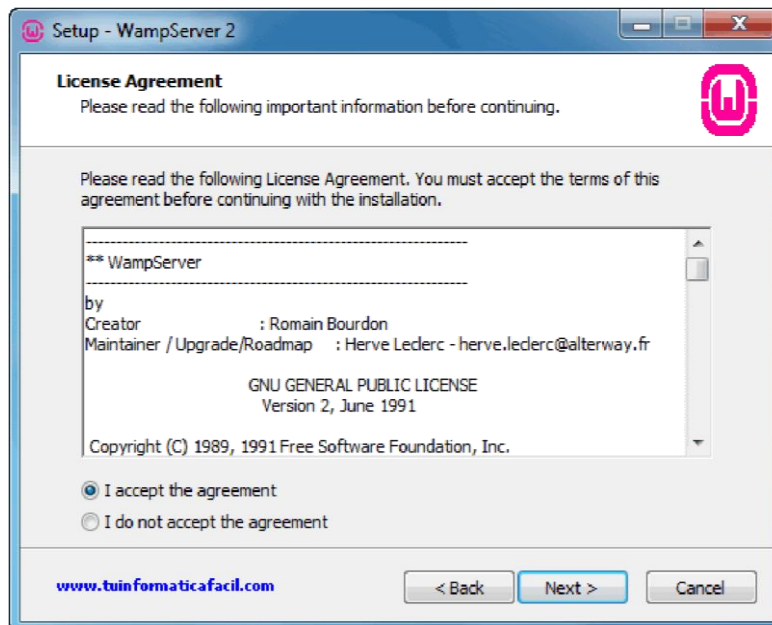 Setup - WampServer 2
License Agreement
Please read the following important information before continuing.
Please read the following License Agreement. You must accept the terms of this
agreement before continuing with the installation.
----------------------------------------------------------------
** WampServer
----------------------------------------------------------------
by
Creator : Romain Bourdon
Maintainer / Upgrade/Roadmap : Herve Leclerc - herve.leclerc@alterway.fr
GNU GENERAL PUBLIC LICENSE
Version 2, June 1991
Copyright (C) 1989, 1991 Free Software Foundation, Inc.
I accept the agreement
I do not accept the agreement
www.tuinformaticafacil.com
< Back Next > Cancel